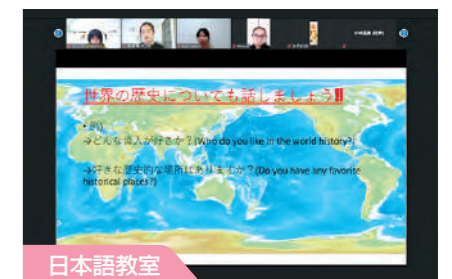 世界の歴史についても話しましょう!!
• 例)
→どんな偉人が好きか?(Who do you like in the world history?)
→好きな歴史的な場所はありますか?(Do you have any favorite
historical places?)
日本語教室